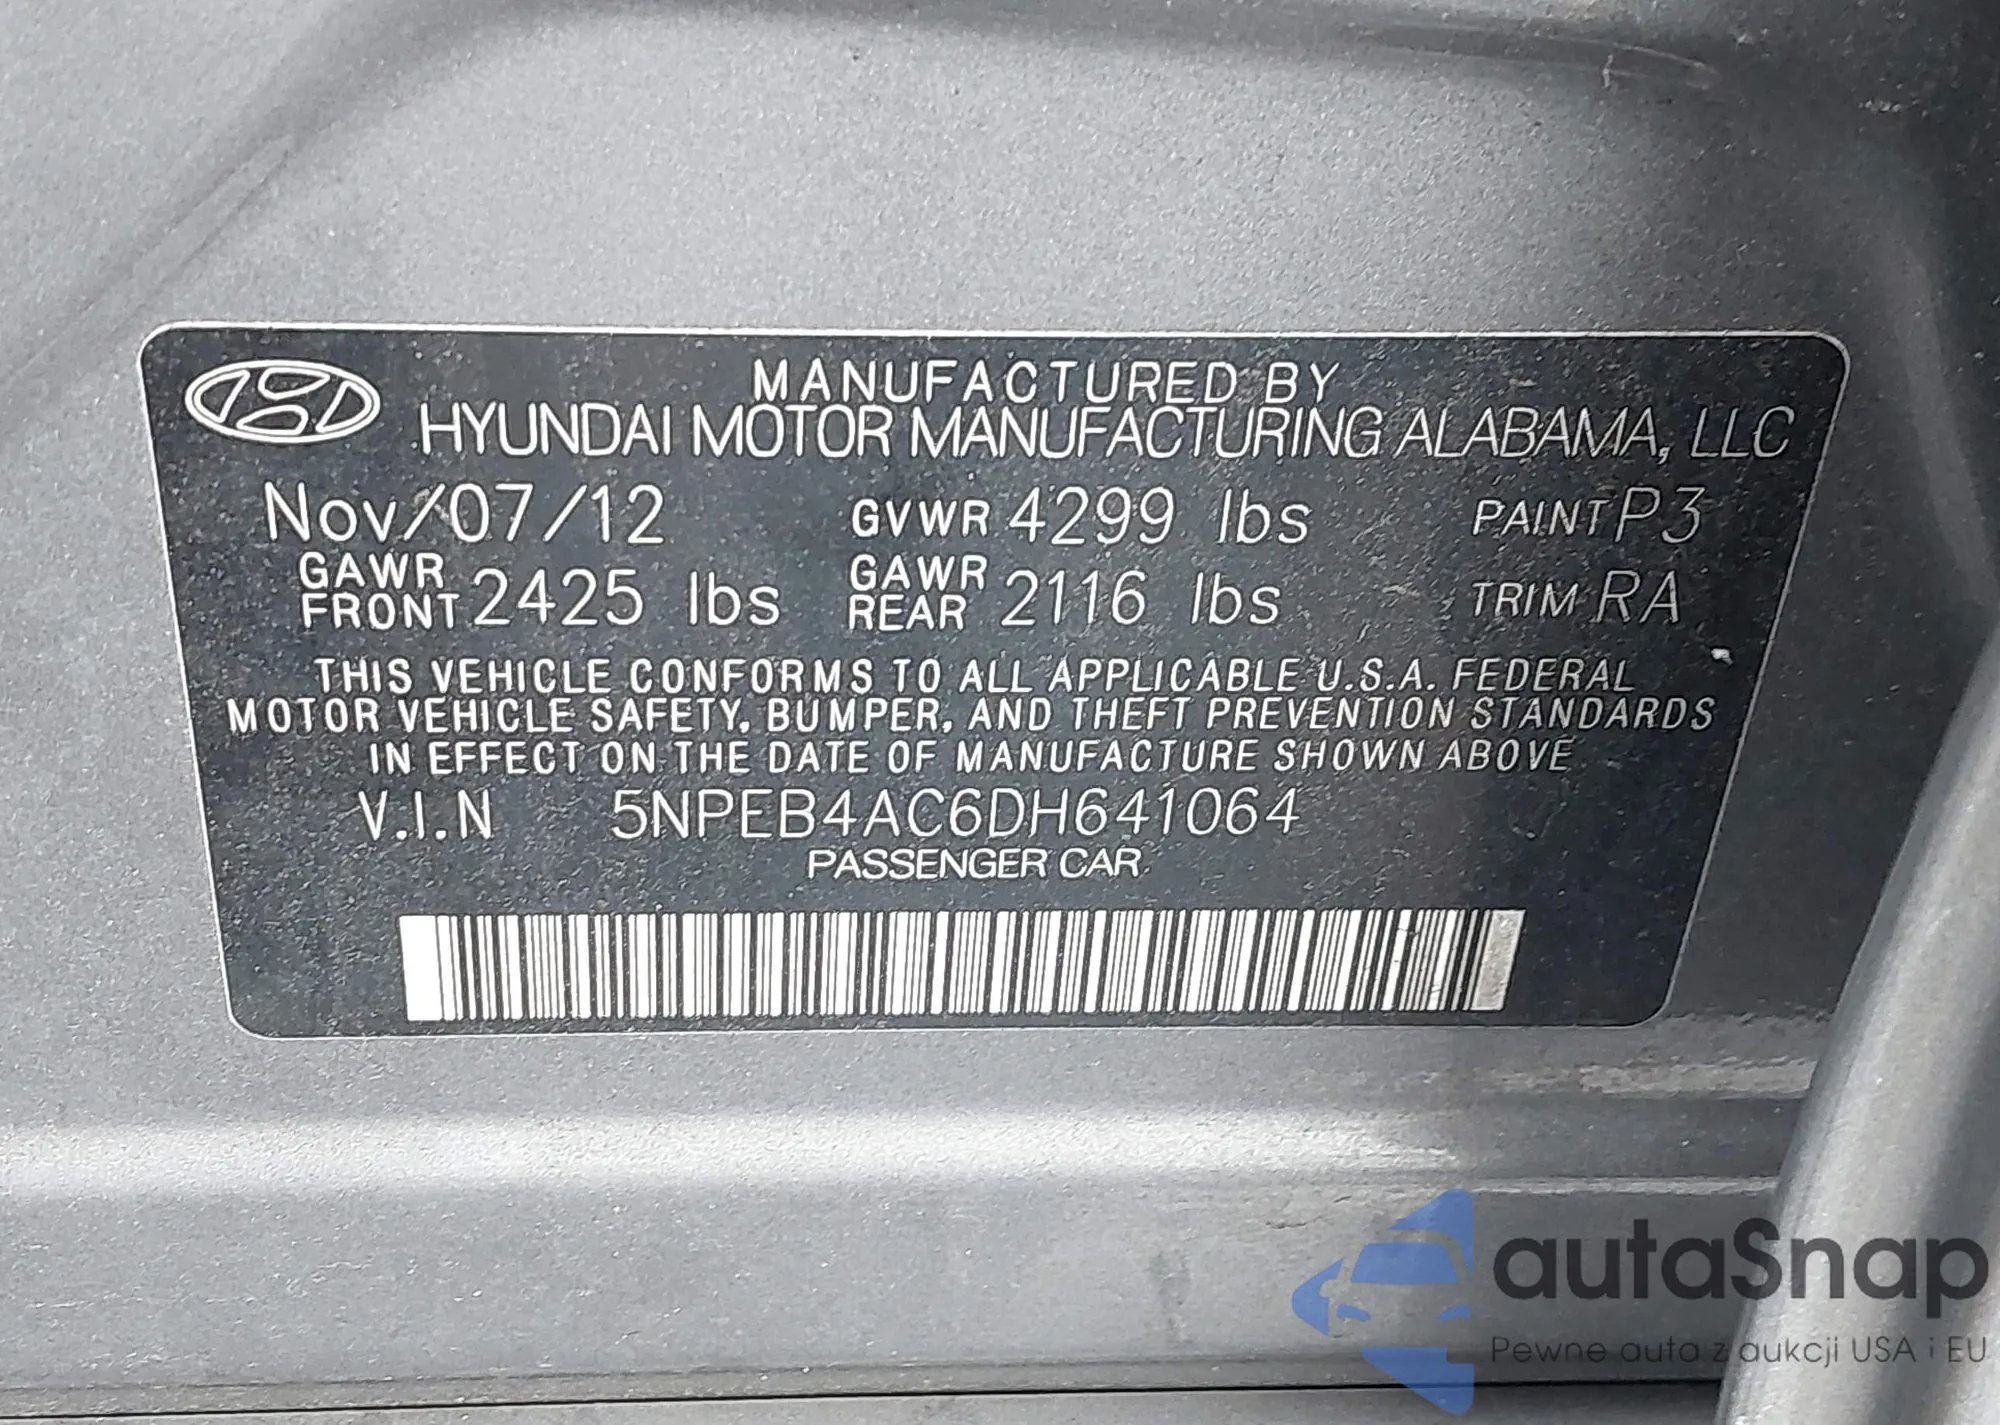 MANUFACTURED BY
HYUNDAI MOTOR MANUFACTURING ALABAMA, LLC
Nov/07/12 GVWR 4299 lbs PAINT P3
GAWR FRONT 2425 lbs GAWR REAR 2116 lbs TRIM RA
THIS VEHICLE CONFORMS TO ALL APPLICABLE U.S.A. FEDERAL
MOTOR VEHICLE SAFETY, BUMPER, AND THEFT PREVENTION STANDARDS
IN EFFECT ON THE DATE OF MANUFACTURE SHOWN ABOVE
V.I.N 5NPEB4AC6DH641064
PASSENGER CAR
autaSnap
Pewne auta z aukcji USA i EU